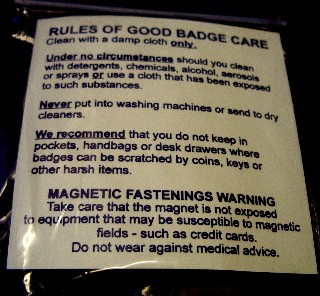 RULES OF GOOD BADGE CARE
Clean with a damp cloth only.
Under no circumstances should you clean
with detergents, chemicals, alcohol, aerosols
or sprays or use a cloth that has been exposed
to such substances.
Never put into washing machines or send to dry
cleaners.
We recommend that you do not keep in
pockets, handbags or desk drawers where
badges can be scratched by coins, keys or
other harsh items.
MAGNETIC FASTENINGS WARNING
Take care that the magnet is not exposed
to equipment that may be susceptible to magnetic
fields - such as credit cards.
Do not wear against medical advice.